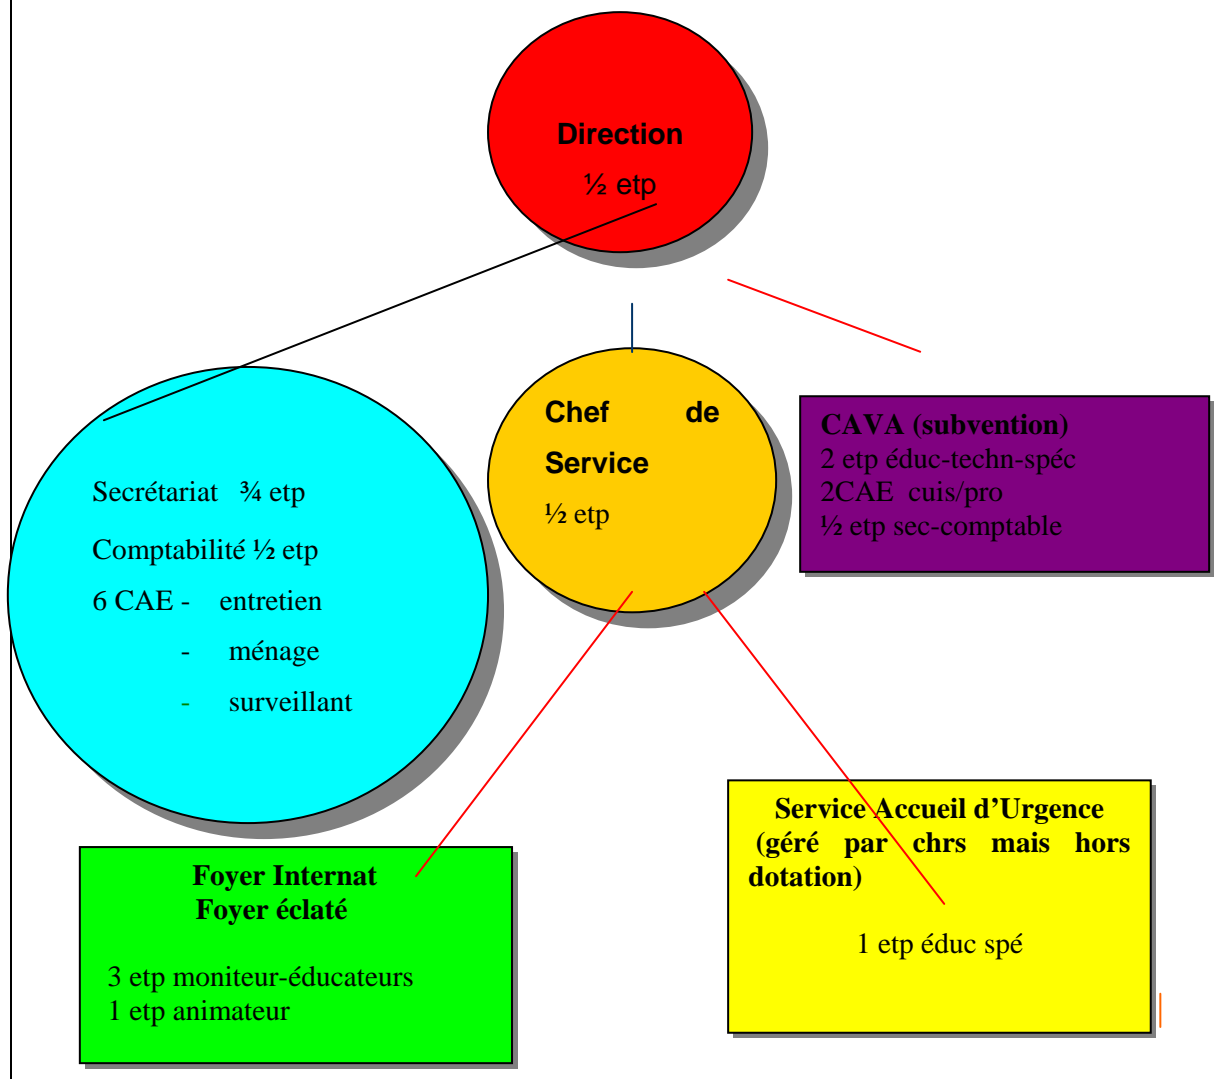 Direction
½ etp
Chef de
Service
½ etp
CAVA (subvention)
2 etp éduc-techn-spéc
2CAE cuis/pro
½ etp sec-comptable
Secrétariat ¾ etp
Comptabilité ½ etp
6 CAE - entretien
- ménage
- surveillant
Foyer Internat
Foyer éclaté
3 etp moniteur-éducateurs
1 etp animateur
Service Accueil d’Urgence
(géré par chrs mais hors
dotation)
1 etp éduc spé